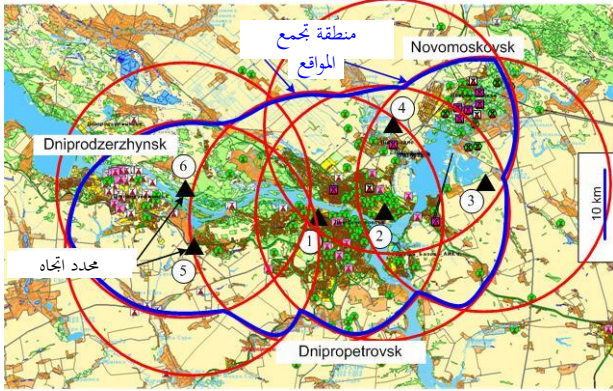 منطقة تجمع
المواقع
Novomoskovsk
4
Dniprodzerzhynsk
6
3
10 km
1
2
محدد اتجاه
5
Dnipropetrovsk